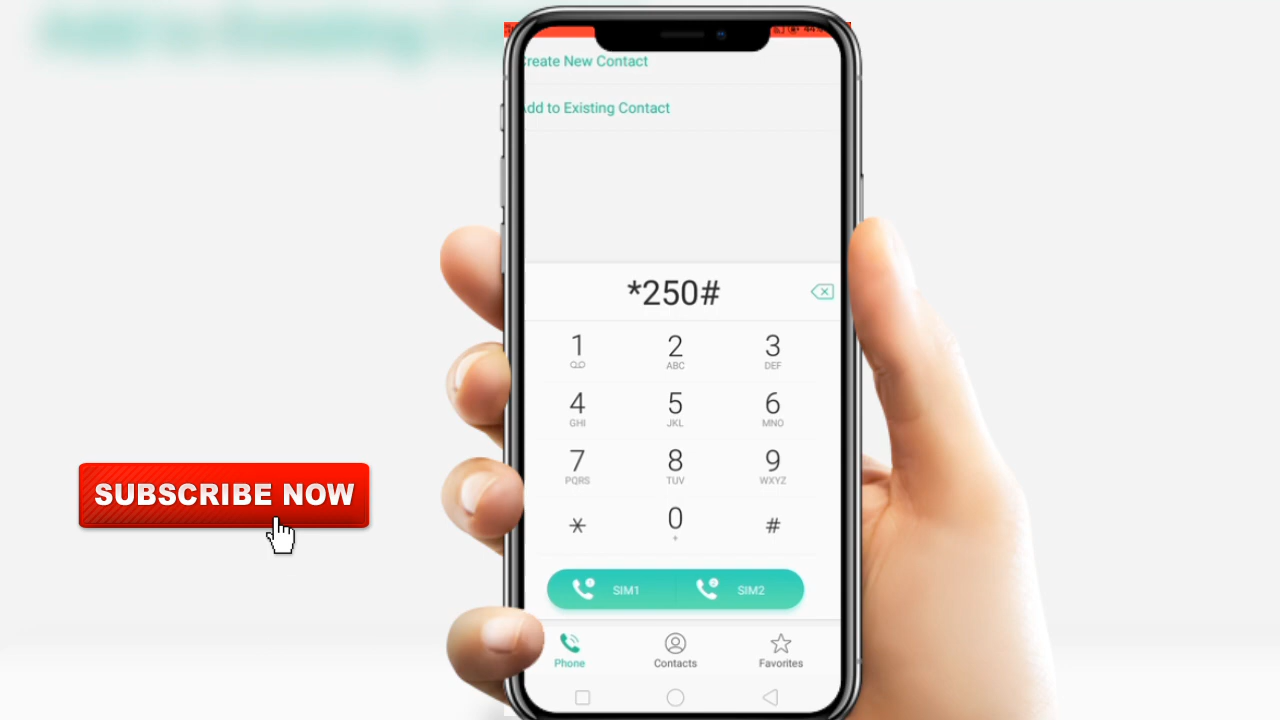 Create New Contact
Add to Existing Contact
*250#
1
2
ABC
3
DEF
4
GHI
5
JKL
6
MNO
7
PQRS
8
TUV
9
WXYZ
*
0
+
#
SIM1
SIM2
Phone
Contacts
Favorites
SUBSCRIBE NOW